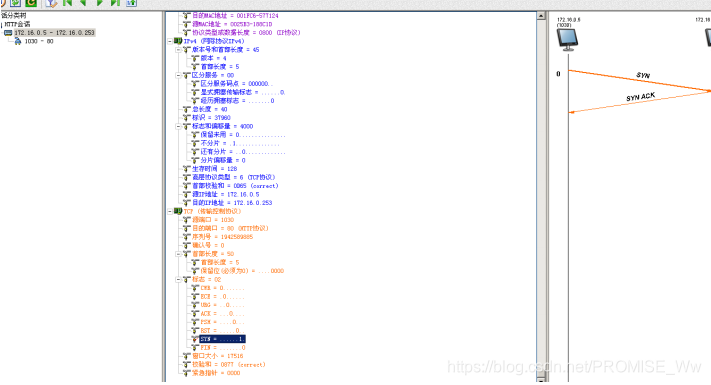 话分类树
HTTP会话
172.16.0.5 - 172.16.0.253
1030 - 80
目的MAC地址 = 001FC6-577124
源MAC地址 = 0025B3-188C1D
协议类型或数据长度 = 0800 (IP协议)
IPv4 (网际协议IPv4)
版本号和首部长度 = 45
版本 = 4
首部长度 = 5
区分服务 = 00
区分服务码点 = 000000..
显式拥塞传输标志 = ......0.
经历拥塞标志 = .......0
总长度 = 40
标识 = 37960
标志和偏移量 = 4000
保留未用 = 0...............
不分片 = .1..............
还有分片 = ..0.............
分片偏移量 = 0
生存时间 = 128
高层协议类型 = 6 (TCP协议)
首部校验和 = 0D85 (correct)
源IP地址 = 172.16.0.5
目的IP地址 = 172.16.0.253
TCP (传输控制协议)
源端口 = 1030
目的端口 = 80 (HTTP协议)
序列号 = 1942589885
确认号 = 0
首部长度 = 50
首部长度 = 5
保留位(必须为0) = ....0000
标志 = 02
CWR = 0.......
ECE = .0......
URG = ..0.....
ACK = ...0....
PSH = ....0...
RST = .....0..
SYN = ......1.
FIN = .......0
窗口大小 = 17518
校验和 = 0877 (correct)
紧急指针 = 0000
172.16.0.5
(1030)
172.16
0
SYN
SYN ACK
https://blog.csdn.net/PROMISE_Ww